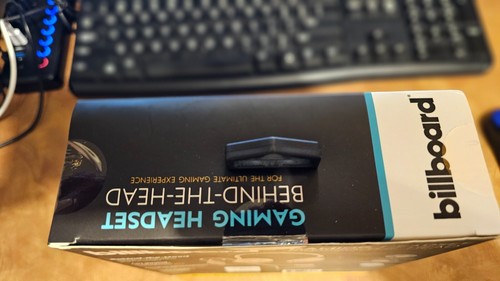 GAMING HEADSET
BEHIND-THE-HEAD
FOR THE ULTIMATE GAMING EXPERIENCE
billboard